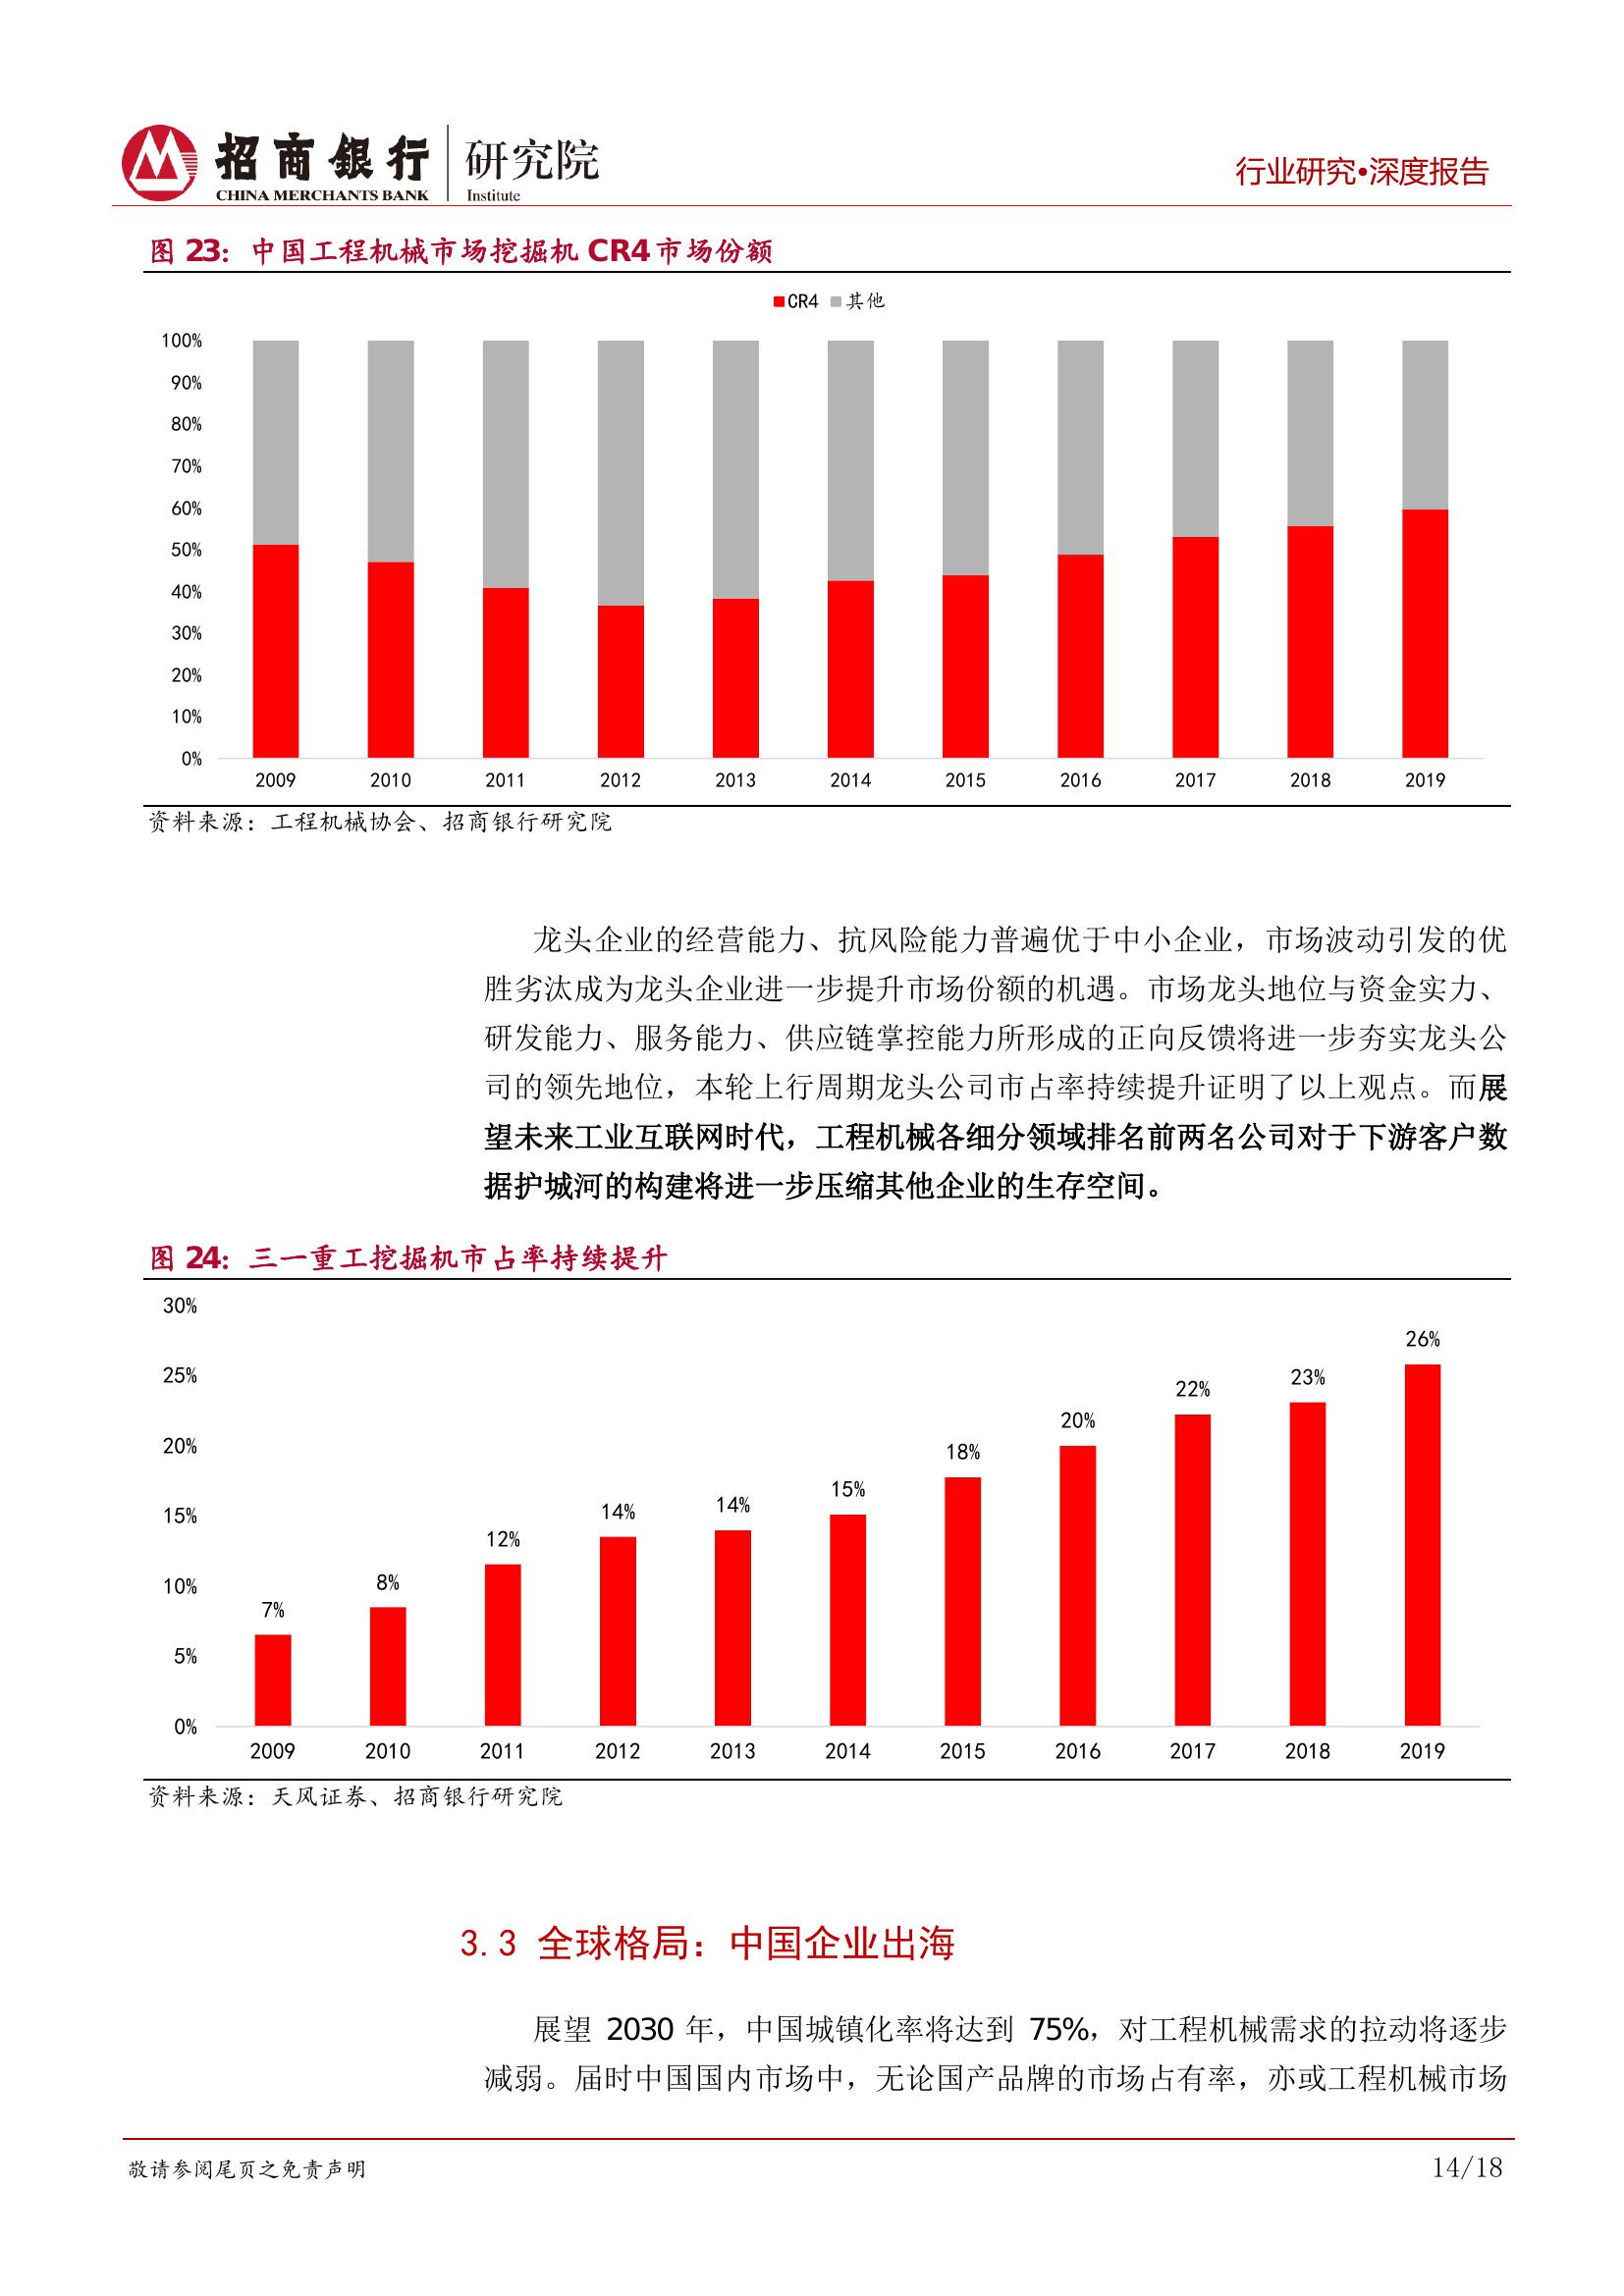 招商银行 研究院
CHINA MERCHANTS BANK Institute
行业研究•深度报告
图 23：中国工程机械市场挖掘机 CR4 市场份额
CR4 其他
100%
90%
80%
70%
60%
50%
40%
30%
20%
10%
0%
2009 2010 2011 2012 2013 2014 2015 2016 2017 2018 2019
资料来源：工程机械协会、招商银行研究院
龙头企业的经营能力、抗风险能力普遍优于中小企业，市场波动引发的优
胜劣汰成为龙头企业进一步提升市场份额的机遇。市场龙头地位与资金实力、
研发能力、服务能力、供应链掌控能力所形成的正向反馈将进一步夯实龙头公
司的领先地位，本轮上行周期龙头公司市占率持续提升证明了以上观点。而展
望未来工业互联网时代，工程机械各细分领域排名前两名公司对于下游客户数
据护城河的构建将进一步压缩其他企业的生存空间。
图 24：三一重工挖掘机市占率持续提升
30%
25%
20%
15%
10%
5%
0%
7% 8% 12% 14% 14% 15% 18% 20% 22% 23% 26%
2009 2010 2011 2012 2013 2014 2015 2016 2017 2018 2019
资料来源：天风证券、招商银行研究院
3.3 全球格局：中国企业出海
展望 2030 年，中国城镇化率将达到 75%，对工程机械需求的拉动将逐步
减弱。届时中国国内市场中，无论国产品牌的市场占有率，亦或工程机械市场
敬请参阅尾页之免责声明
14/18